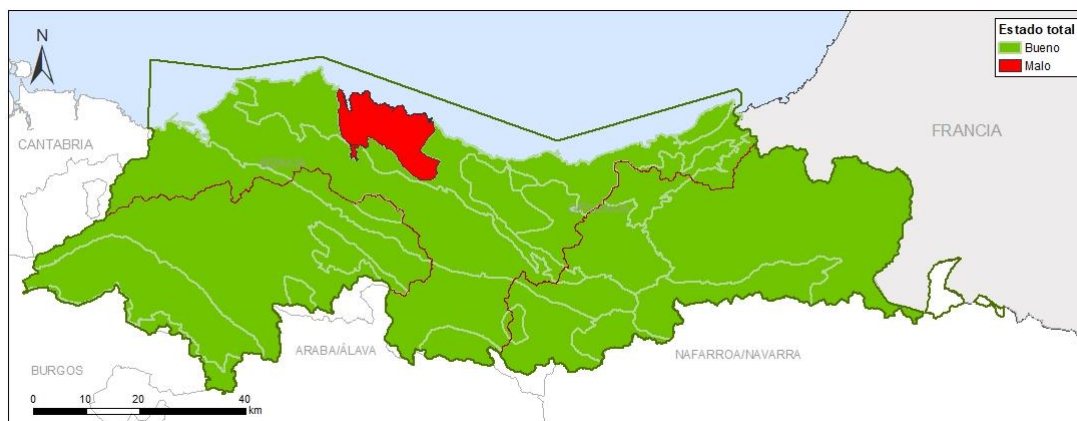 N
Estado total
Bueno
Malo
CANTABRIA
FRANCIA
ARABA/ÁLAVA
NAFARROA/NAVARRA
BURGOS
0 10 20 40
km